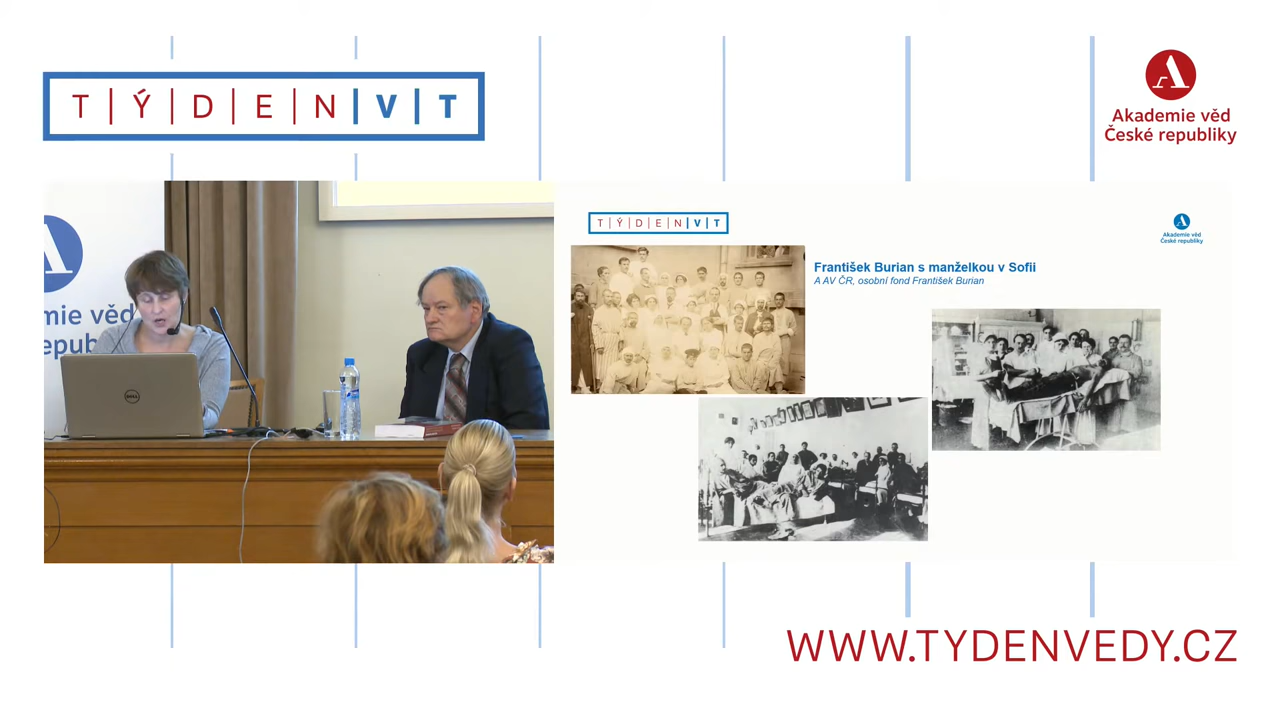 T|Ý|D|E|N|V|T
Akademie věd
České republiky
mie věd
epubl
DELL
T|Ý|D|E|N|V|T
Akademie věd
České republiky
František Burian s manželkou v Sofii
A AV ČR, osobní fond František Burian
WWW.TYDENVEDY.CZ